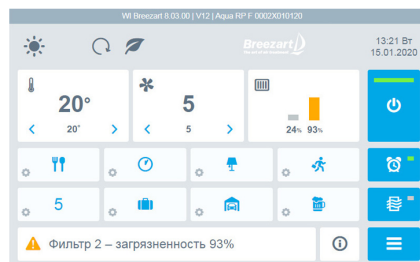 WI Breezart 8.03.00 | V12 | Aqua RP F 0002X010120
Breezart
13:21 Вт
15.01.2020
20°
5
20°
5
24% 93%
5
Фильтр 2 – загрязненность 93%